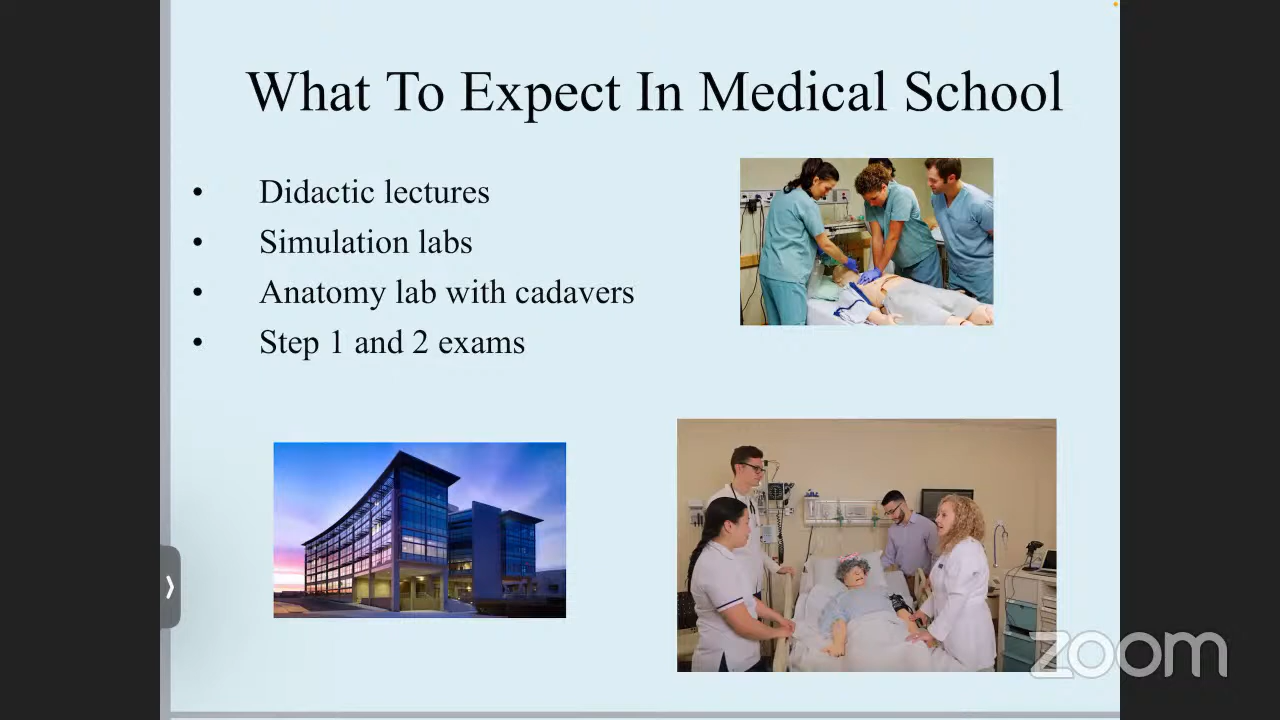 What To Expect In Medical School
• Didactic lectures
• Simulation labs
• Anatomy lab with cadavers
• Step 1 and 2 exams
zoom